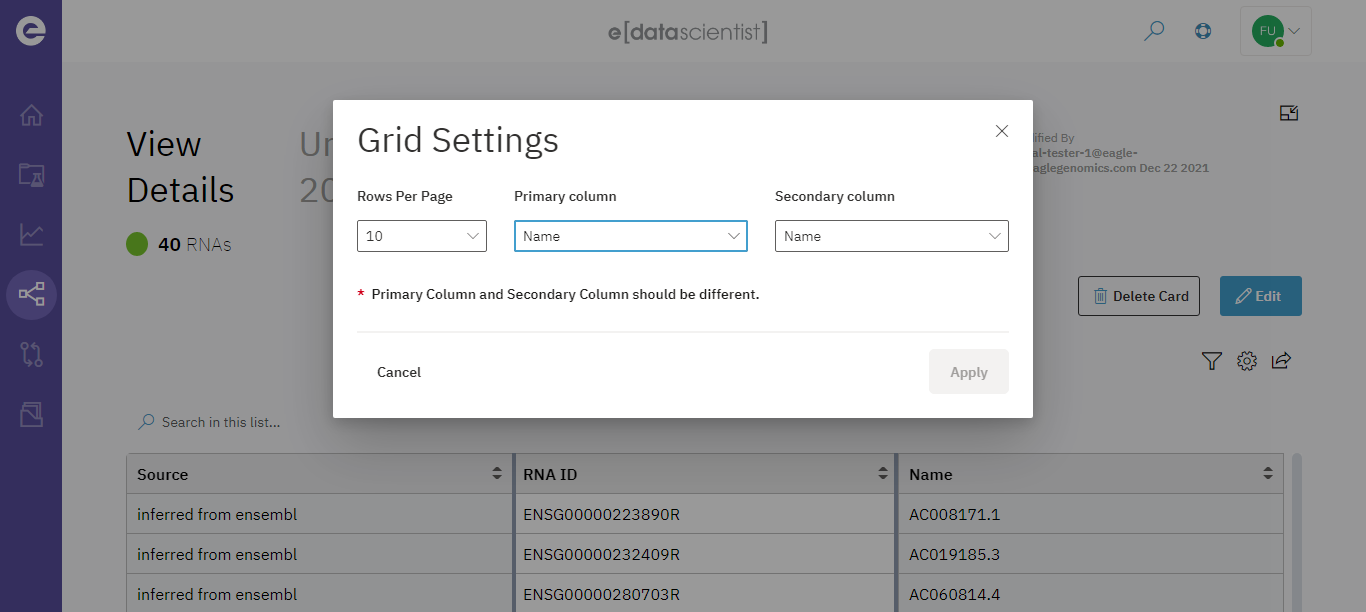 e[datascientist]
FU
View
Details
40 RNAs
Grid Settings
Rows Per Page Primary column Secondary column
10 Name Name
* Primary Column and Secondary Column should be different.
Cancel Apply
ified By
al-tester-1@eagle-
aglegenomics.com Dec 22 2021
Delete Card Edit
Search in this list...
Source RNA ID Name
inferred from ensembl ENSG00000223890R AC008171.1
inferred from ensembl ENSG00000232409R AC019185.3
inferred from ensembl ENSG00000280703R AC060814.4